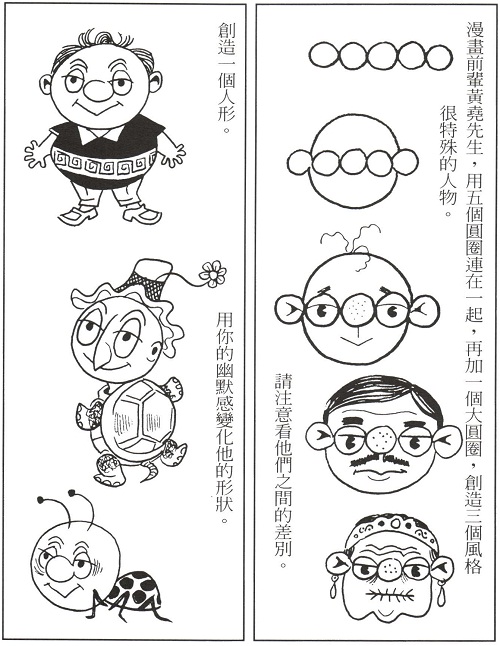 漫畫前輩黃堯先生，用五個圓圈連在一起，再加一個大圓圈，創造三個風格
很特殊的人物。
請注意看他們之間的差別。
創造一個人形。
用你的幽默感變化他的形狀。